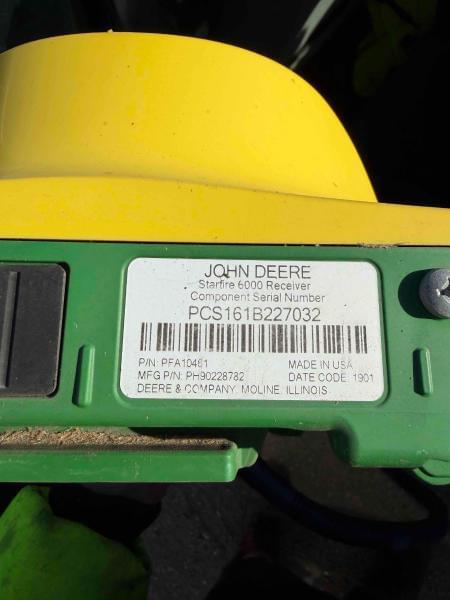 JOHN DEERE
Starfire 6000 Receiver
Component Serial Number
PCS161B227032
P/N: PFA10461 MADE IN USA
MFG P/N: PH90228782 DATE CODE: 1901
DEERE & COMPANY, MOLINE, ILLINOIS